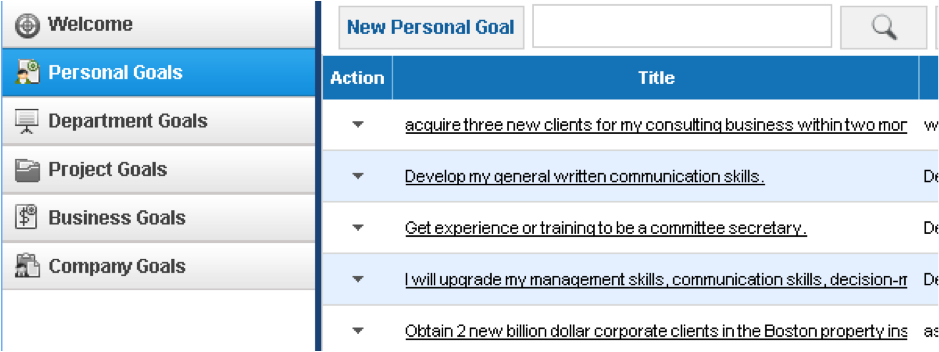 Welcome
Personal Goals
Department Goals
Project Goals
Business Goals
Company Goals
New Personal Goal
Action Title
acquire three new clients for my consulting business within two mor
Develop my general written communication skills. De
Get experience or training to be a committee secretary. De
I will upgrade my management skills, communication skills, decision-m De
Obtain 2 new billion dollar corporate clients in the Boston property ins as